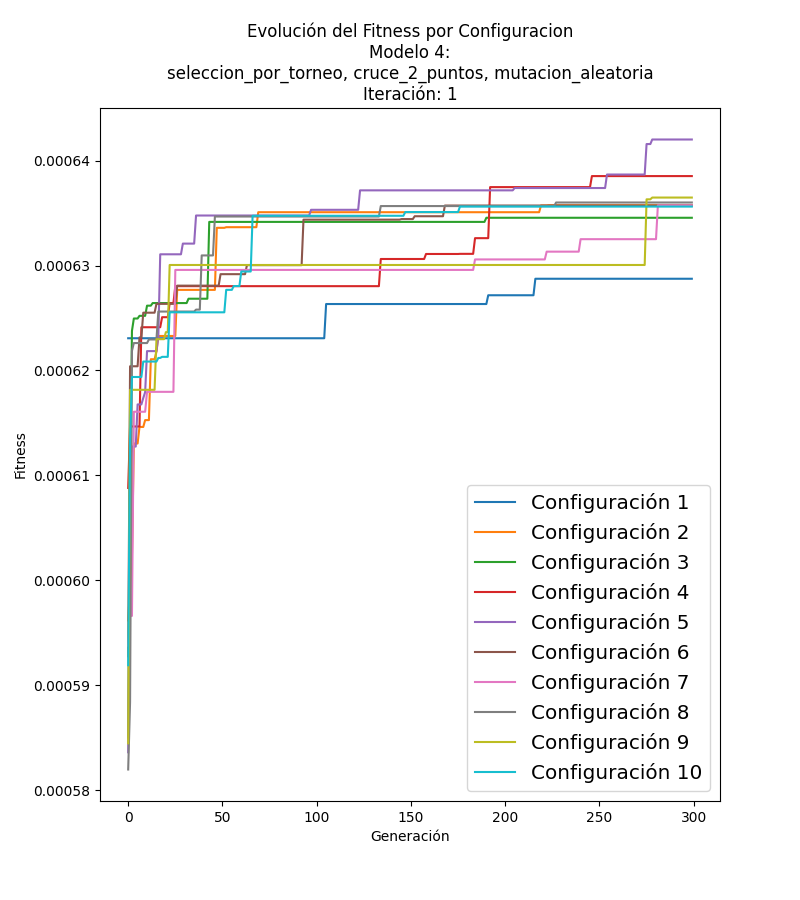 Evolución del Fitness por Configuracion
Modelo 4:
seleccion_por_torneo, cruce_2_puntos, mutacion_aleatoria
Iteración: 1
0.00064
0.00063
0.00062
0.00061
0.00060
0.00059
0.00058
Fitness
0
50
100
150
200
250
300
Generación
Configuración 1
Configuración 2
Configuración 3
Configuración 4
Configuración 5
Configuración 6
Configuración 7
Configuración 8
Configuración 9
Configuración 10